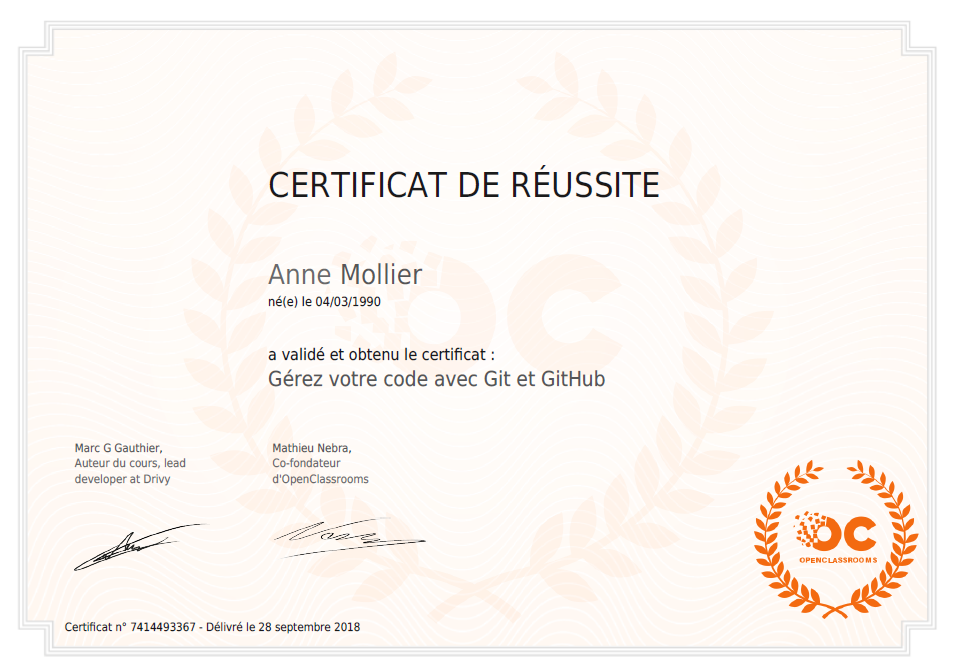 CERTIFICAT DE RÉUSSITE
Anne Mollier
né(e) le 04/03/1990
a validé et obtenu le certificat :
Gérez votre code avec Git et GitHub
Marc G Gauthier,
Auteur du cours, lead
developer at Drivy
Mathieu Nebra,
Co-fondateur
d'OpenClassrooms
OC
OPENCLASSROOMS
Certificat n° 7414493367 - Délivré le 28 septembre 2018